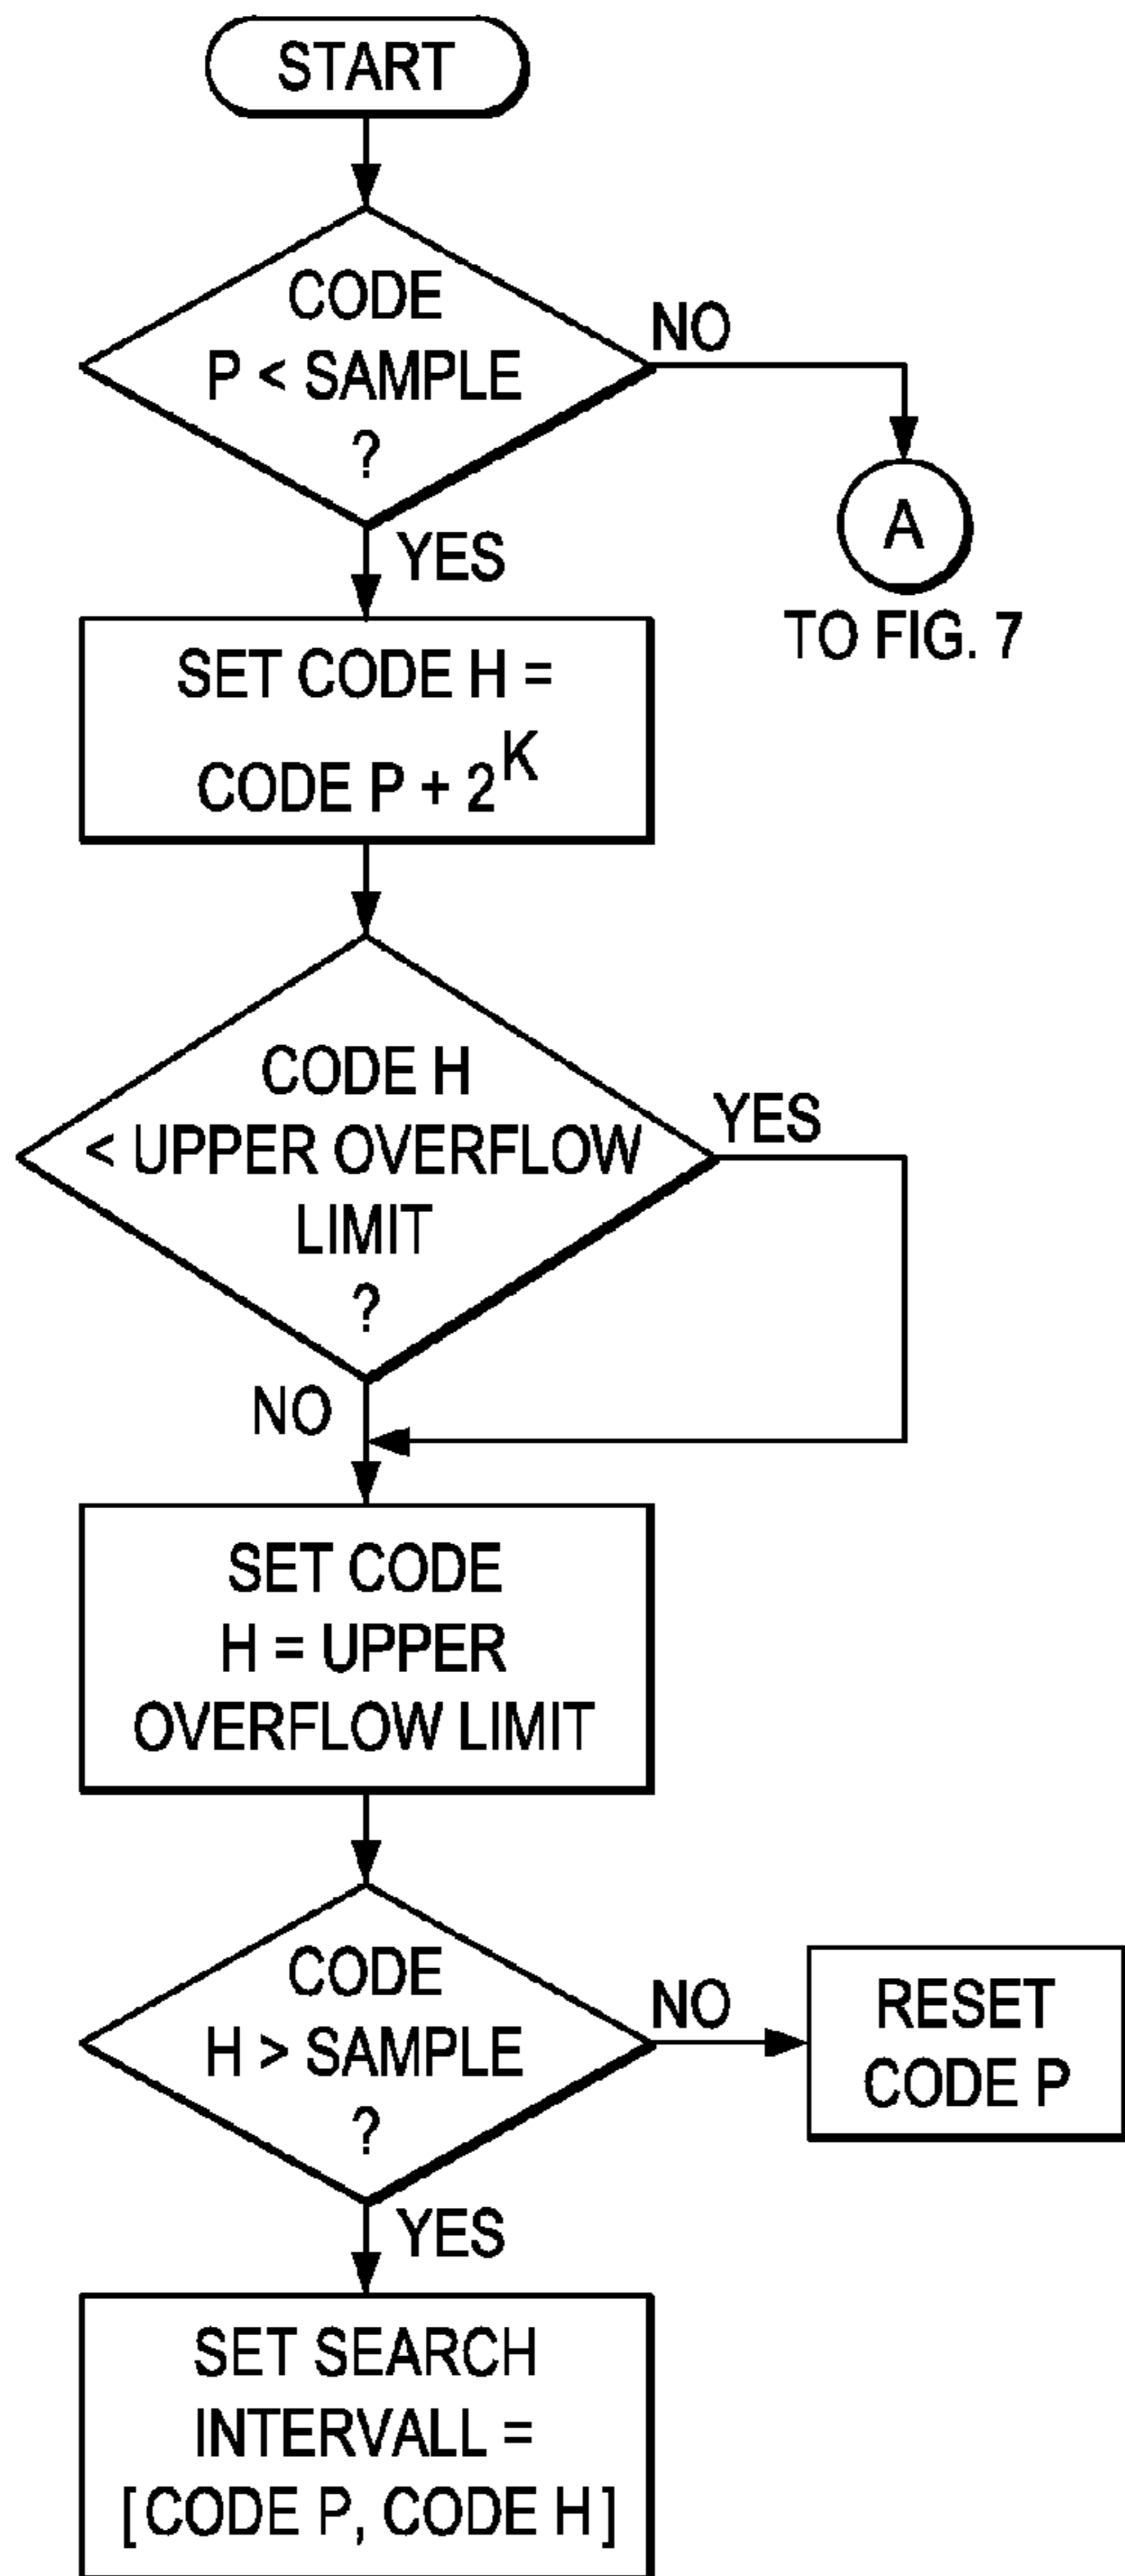 START
CODE
P < SAMPLE
?
NO
A
TO FIG. 7
YES
SET CODE H =
CODE P + 2^K
CODE H
< UPPER OVERFLOW
LIMIT
?
YES
NO
SET CODE
H = UPPER
OVERFLOW LIMIT
CODE
H > SAMPLE
?
NO
RESET
CODE P
YES
SET SEARCH
INTERVALL =
[CODE P, CODE H]